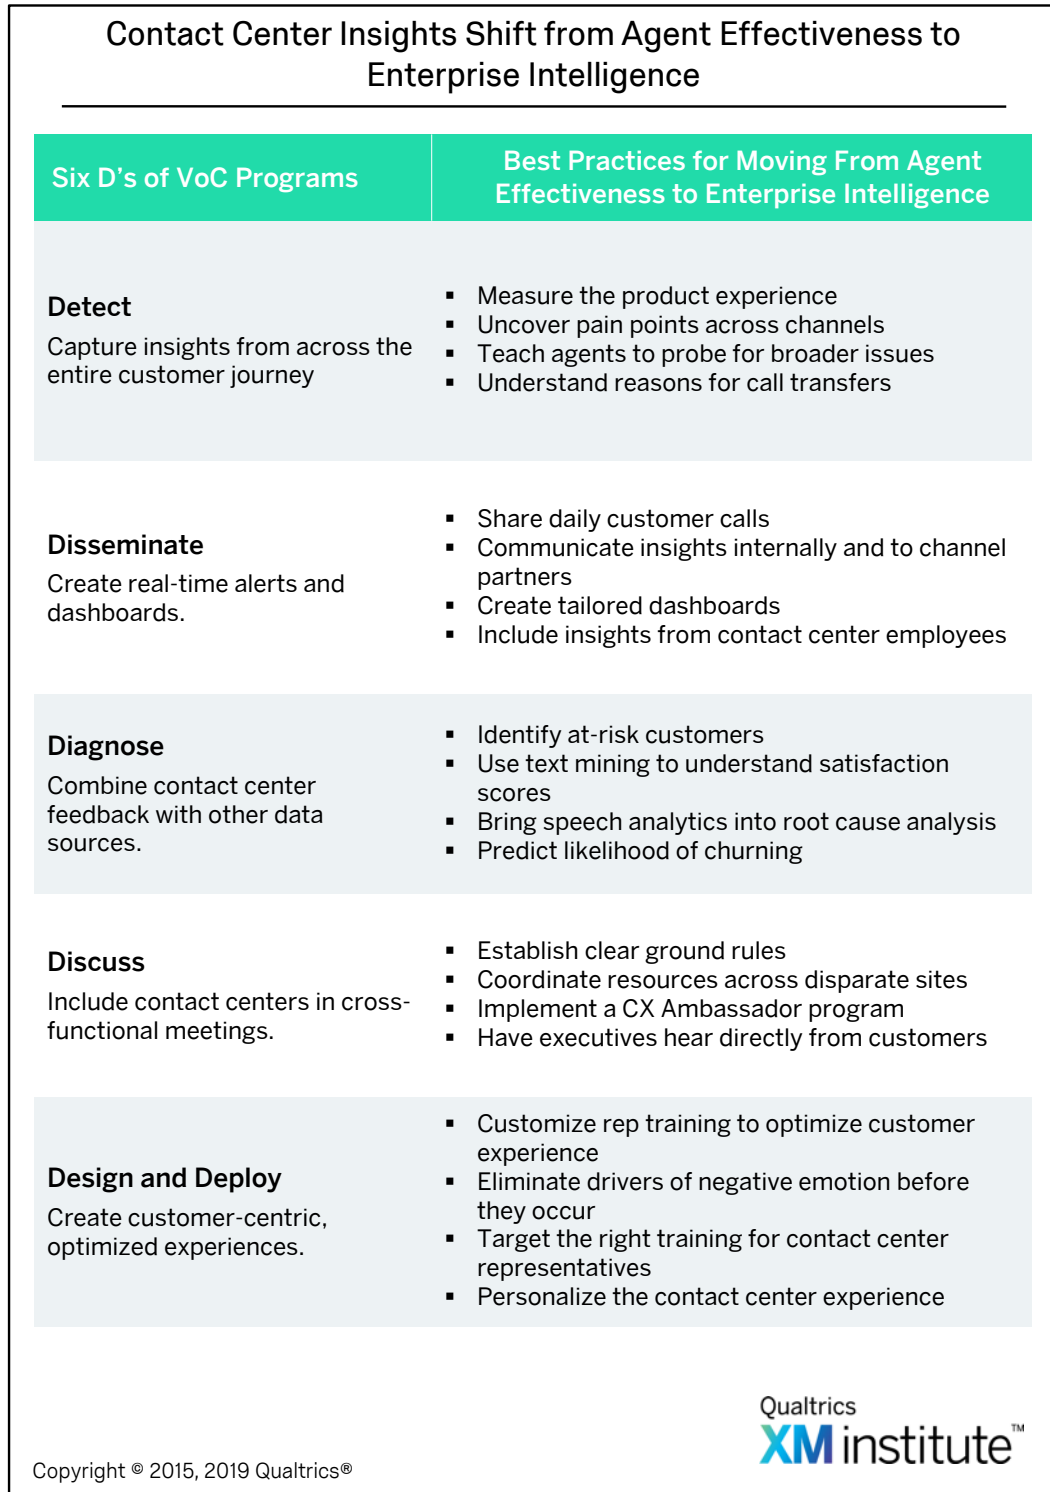 Contact Center Insights Shift from Agent Effectiveness to
Enterprise Intelligence
Six D's of VoC Programs
Best Practices for Moving From Agent
Effectiveness to Enterprise Intelligence
Detect
Capture insights from across the
entire customer journey
▪ Measure the product experience
▪ Uncover pain points across channels
▪ Teach agents to probe for broader issues
▪ Understand reasons for call transfers
Disseminate
Create real-time alerts and
dashboards.
▪ Share daily customer calls
▪ Communicate insights internally and to channel
partners
▪ Create tailored dashboards
▪ Include insights from contact center employees
Diagnose
Combine contact center
feedback with other data
sources.
▪ Identify at-risk customers
▪ Use text mining to understand satisfaction
scores
▪ Bring speech analytics into root cause analysis
▪ Predict likelihood of churning
Discuss
Include contact centers in cross-
functional meetings.
▪ Establish clear ground rules
▪ Coordinate resources across disparate sites
▪ Implement a CX Ambassador program
▪ Have executives hear directly from customers
Design and Deploy
Create customer-centric,
optimized experiences.
▪ Customize rep training to optimize customer
experience
▪ Eliminate drivers of negative emotion before
they occur
▪ Target the right training for contact center
representatives
▪ Personalize the contact center experience
Qualtrics
XM institute™
Copyright © 2015, 2019 Qualtrics®